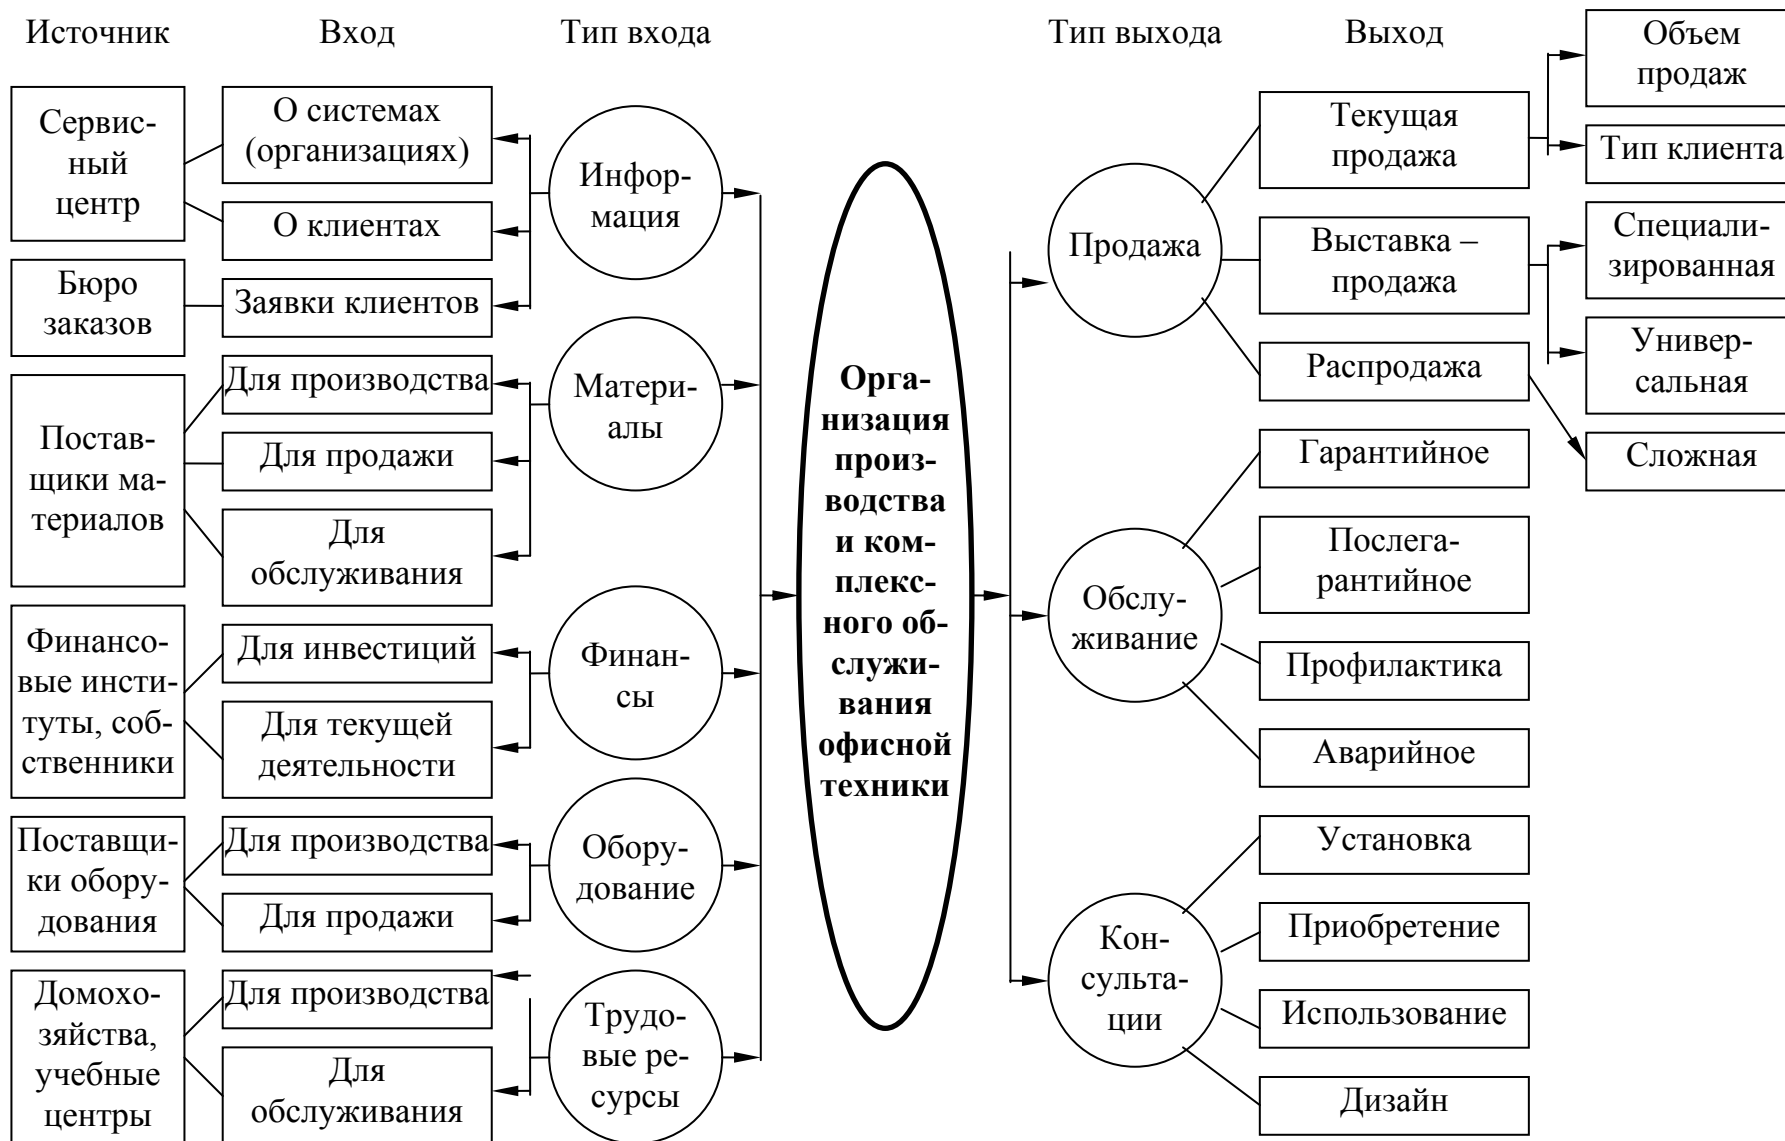 Источник
Вход
Тип входа
Тип выхода
Выход
Сервис-
ный
центр
Бюро
заказов
Постав-
щики ма-
териалов
Финансо-
вые инсти-
туты, соб-
ственники
Поставщи-
ки обору-
дования
Домохо-
зяйства,
учебные
центры
О системах
(организациях)
О клиентах
Заявки клиентов
Для производства
Для продажи
Для
обслуживания
Для инвестиций
Для текущей
деятельности
Для производства
Для продажи
Для производства
Для
обслуживания
Инфор-
мация
Матери-
алы
Финан-
сы
Обору-
дование
Трудо-
вые ре-
сурсы
Орга-
низация
произ-
водства
и ком-
плекс-
ного об-
служи-
вания
офисной
техники
Продажа
Обслу-
живание
Кон-
сульта-
ции
Текущая
продажа
Выставка –
продажа
Распродажа
Гарантийное
Послега-
рантийное
Профилактика
Аварийное
Установка
Приобретение
Использование
Дизайн
Объем
продаж
Тип клиента
Специали-
зированная
Универ-
сальная
Сложная